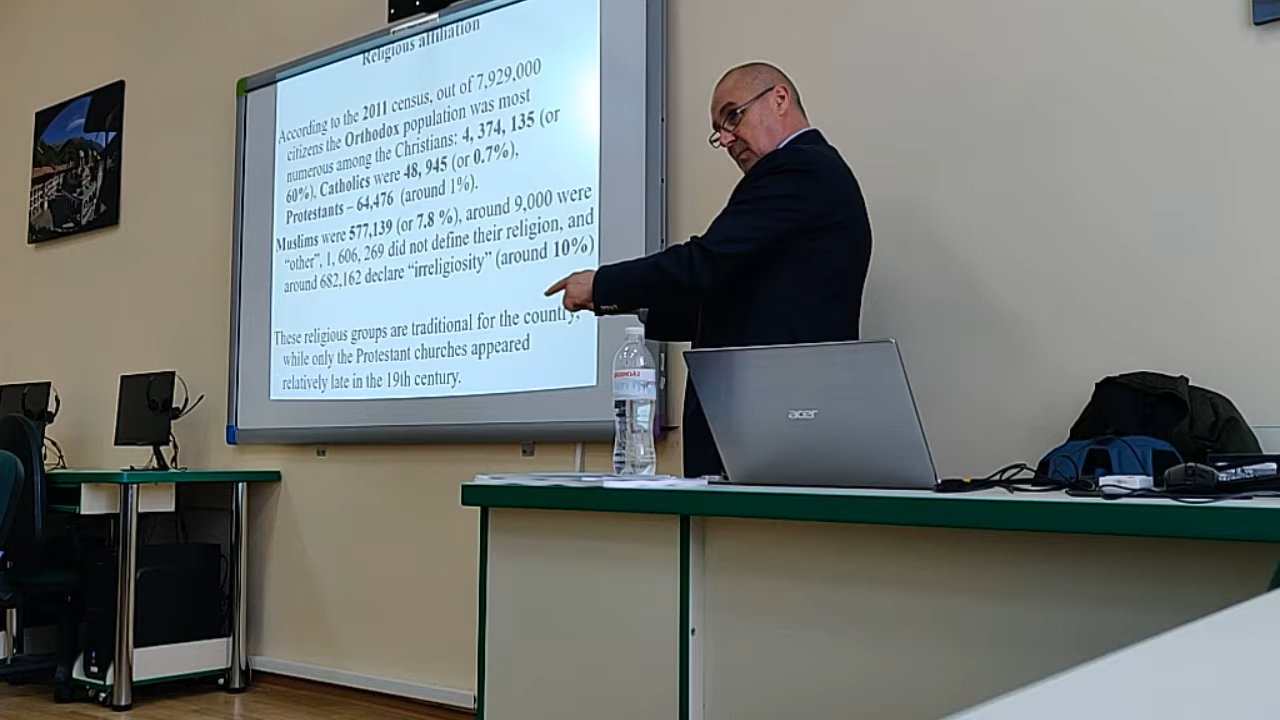 Religious affiliation
According to the 2011 census, out of 7,929,000
citizens the Orthodox population was most
numerous among the Christians: 4, 374, 135 (or
60%), Catholics were 48, 945 (or 0.7%),
Protestants – 64,476 (around 1%).
Muslims were 577,139 (or 7,8 %), around 9,000 were
“other”, 1, 606, 269 did not define their religion, and
around 682,162 declare “irreligiosity” (around 10%)
These religious groups are traditional for the country,
while only the Protestant churches appeared
relatively late in the 19th century.
acer